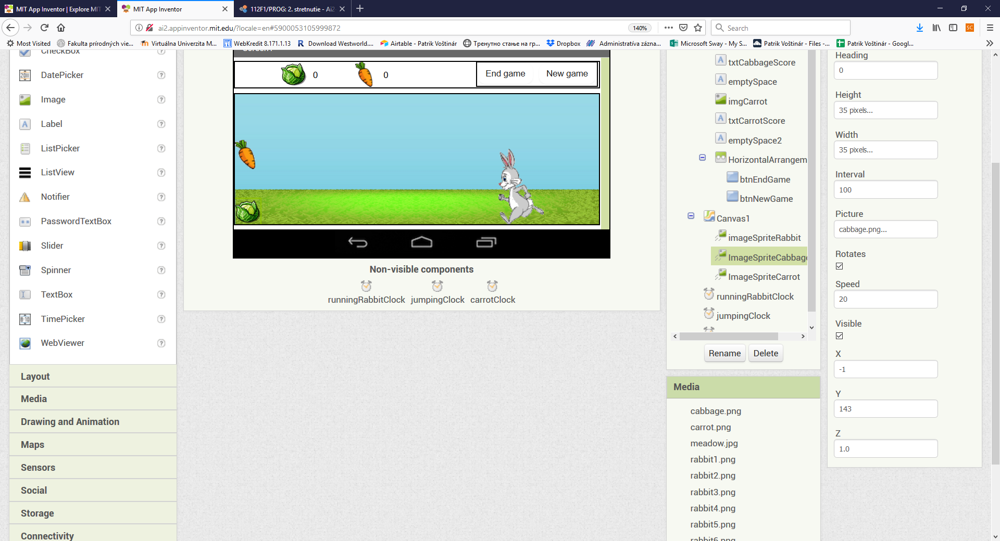 MIT App Inventor | Explore MIT
MIT App Inventor
112F1/PROG: 2. stretnutie - Ai2
ai2.appinventor.mit.edu/?locale=en#5900053105999872
140%
Search
Most Visited
Fakulta prírodných vie...
Virtuálna Univerzita M...
WebKredit 8.171.1.13
Download Westworld....
Airtable - Patrik Voštinár
Тренутно стање на гр...
Dropbox
Administratíva zázna...
Microsoft Sway - My S...
Patrik Voštinár - Files -...
Patrik Voštinár - Googl...
CheckBox
DatePicker
Image
Label
ListPicker
ListView
Notifier
PasswordTextBox
Slider
Spinner
TextBox
TimePicker
WebViewer
Layout
Media
Drawing and Animation
Maps
Sensors
Social
Storage
Connectivity
0
0
End game
New game
Non-visible components
runningRabbitClock
jumpingClock
carrotClock
txtCabbageScore
emptySpace
imgCarrot
txtCarrotScore
emptySpace2
HorizontalArrangem
btnEndGame
btnNewGame
Canvas1
imageSpriteRabbit
ImageSpriteCabbage
ImageSpriteCarrot
runningRabbitClock
jumpingClock
Rename
Delete
Media
cabbage.png
carrot.png
meadow.jpg
rabbit1.png
rabbit2.png
rabbit3.png
rabbit4.png
rabbit5.png
rabbit6.png
Heading
0
Height
35 pixels...
Width
35 pixels...
Interval
100
Picture
cabbage.png...
Rotates
Speed
20
Visible
X
-1
Y
143
Z
1.0